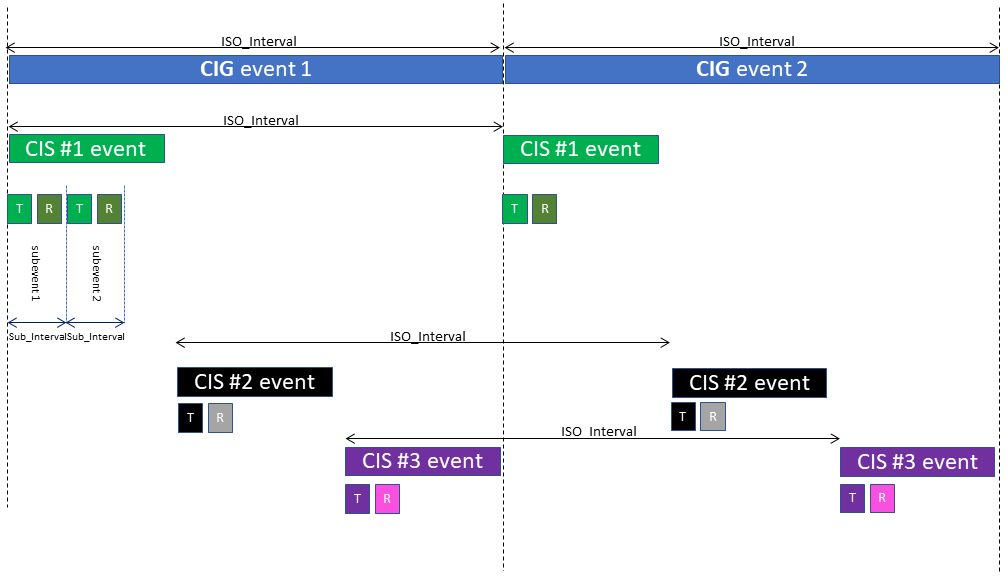 ISO_Interval
ISO_Interval
CIG event 1
CIG event 2
ISO_Interval
CIS #1 event
CIS #1 event
T R T R
T R
subevent 1
subevent 2
Sub_Interval
Sub_Interval
ISO_Interval
CIS #2 event
CIS #2 event
T R
T R
ISO_Interval
CIS #3 event
CIS #3 event
T R
T R